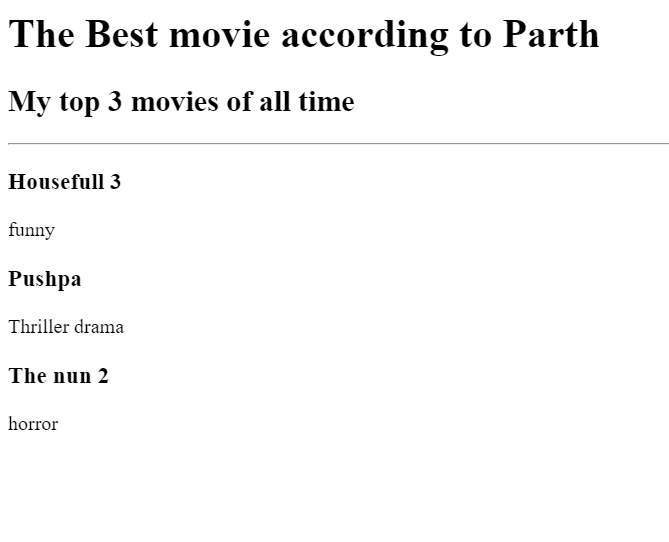 The Best movie according to Parth
My top 3 movies of all time
Housefull 3
funny
Pushpa
Thriller drama
The nun 2
horror